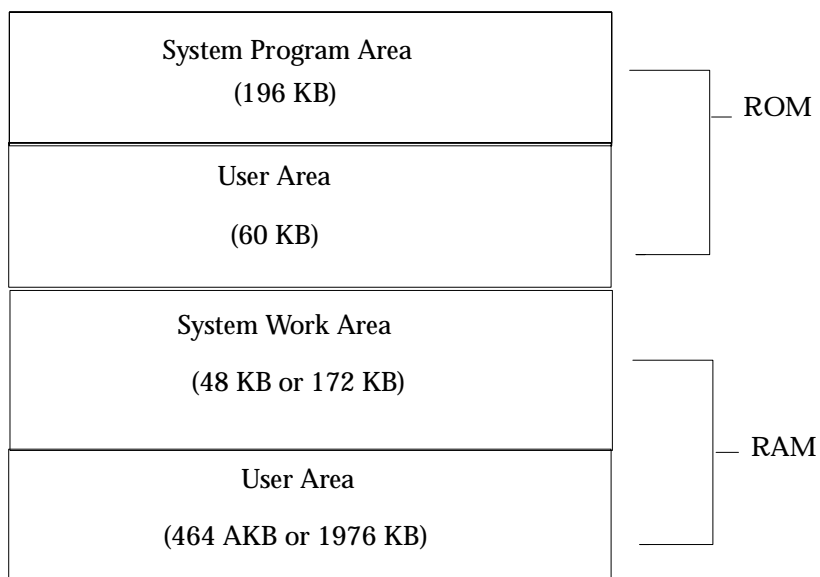 System Program Area
(196 KB)
ROM
User Area
(60 KB)
System Work Area
(48 KB or 172 KB)
RAM
User Area
(464 AKB or 1976 KB)